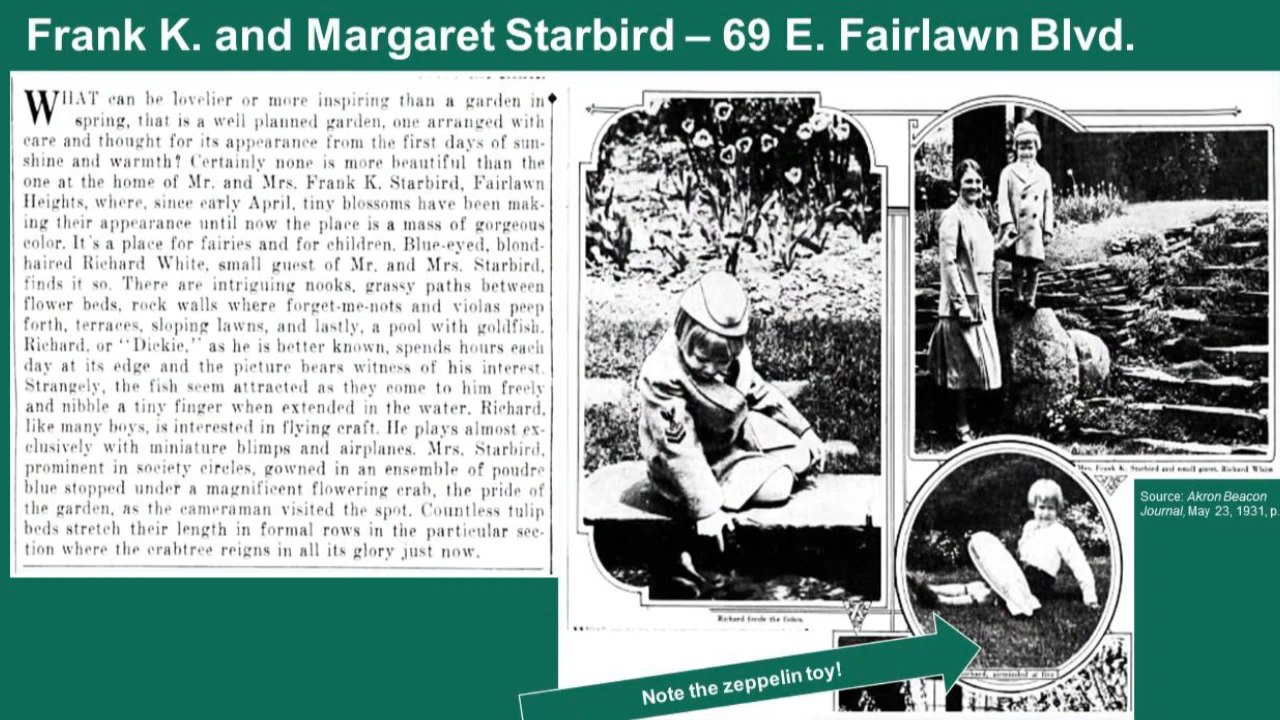 Frank K. and Margaret Starbird – 69 E. Fairlawn Blvd.
WHAT can be lovelier or more inspiring than a garden in
spring, that is a well planned garden, one arranged with
care and thought for its appearance from the first days of sun-
shine and warmth? Certainly none is more beautiful than the
one at the home of Mr. and Mrs. Frank K. Starbird, Fairlawn
Heights, where, since early April, tiny blossoms have been mak-
ing their appearance until now the place is a mass of gorgeous
color. It's a place for fairies and for children. Blue-eyed, blond-
haired Richard White, small guest of Mr. and Mrs. Starbird,
finds it so. There are intriguing nooks, grassy paths between
flower beds, rock walls where forget-me-nots and violas peep
forth, terraces, sloping lawns, and lastly, a pool with goldfish.
Richard, or "Dickie," as he is better known, spends hours each
day at its edge and the picture bears witness of his interest.
Strangely, the fish seem attracted as they come to him freely
and nibble a tiny finger when extended in the water. Richard,
like many boys, is interested in flying craft. He plays almost ex-
clusively with miniature blimps and airplanes. Mrs. Starbird,
prominent in society circles, gowned in an ensemble of poudre
blue stopped under a magnificent flowering crab, the pride of
the garden, as the cameraman visited the spot. Countless tulip
beds stretch their length in formal rows in the particular sec-
tion where the crabtree reigns in all its glory just now.
Richard feeds the fishes.
Mrs. Frank K. Starbird and small guest, Richard White
Source: Akron Beacon
Journal, May 23, 1931, p.
Richard, airminded at five
Note the zeppelin toy!